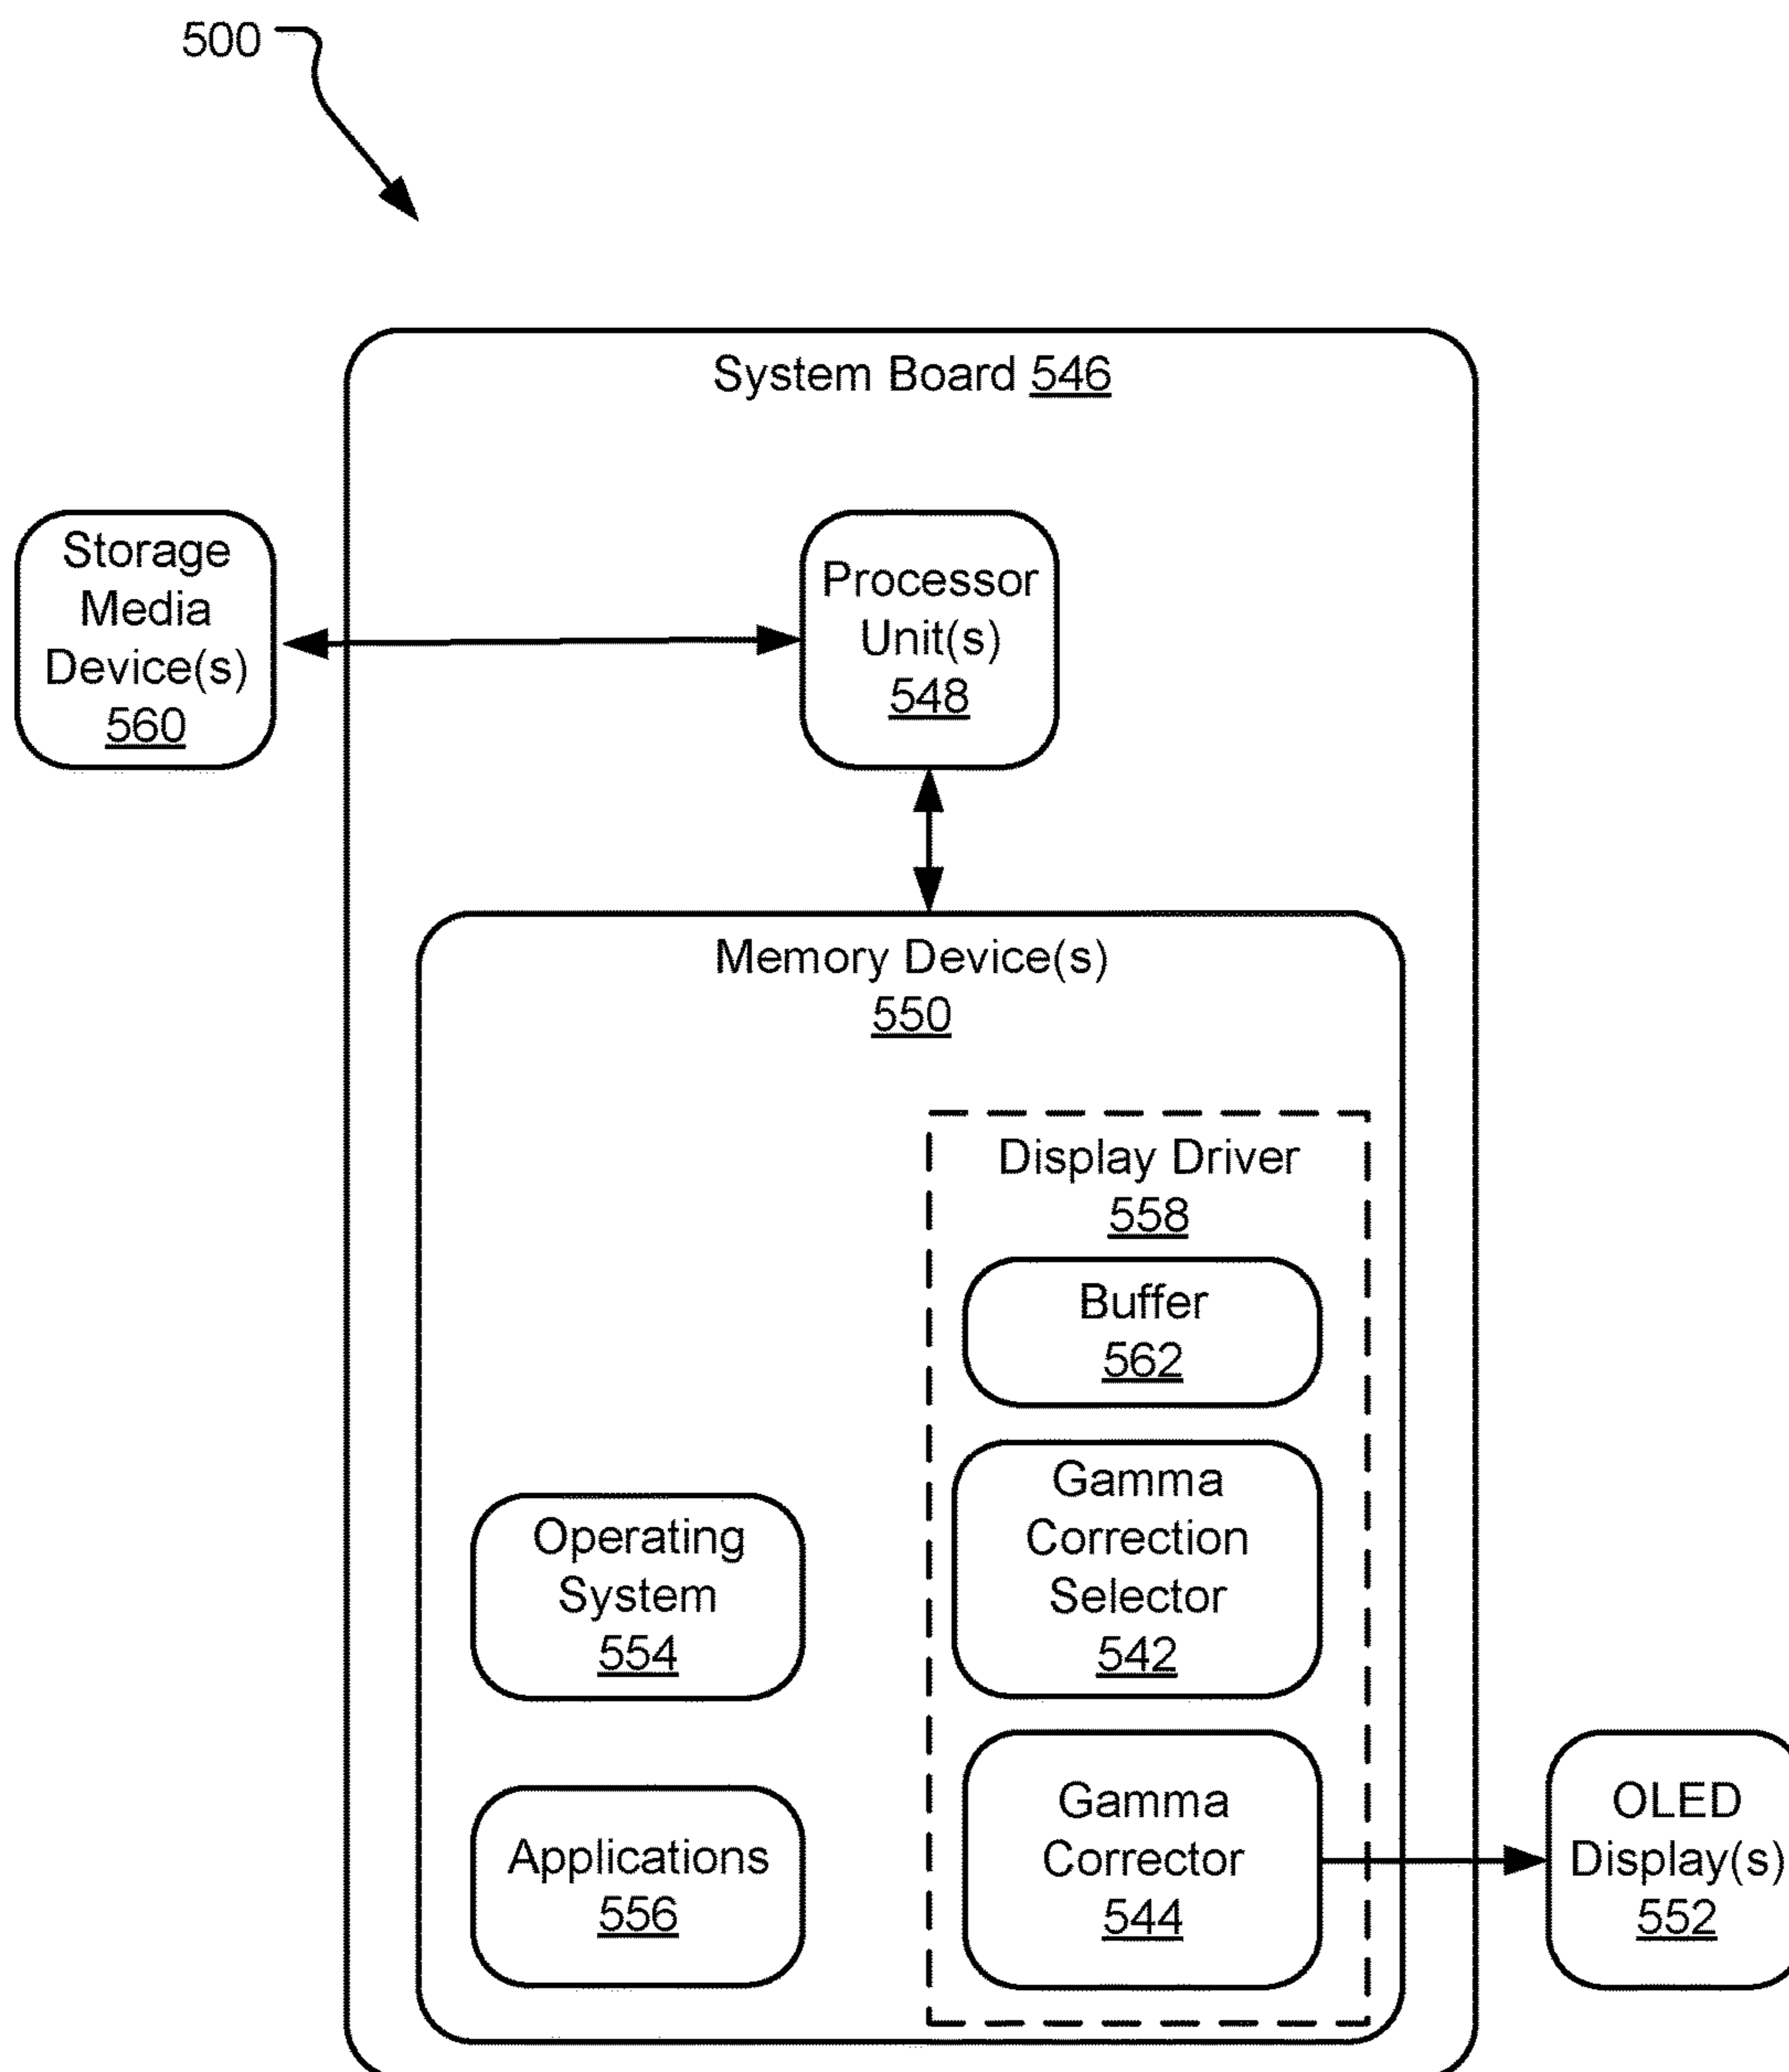 500
System Board 546
Storage
Media
Device(s)
560
Processor
Unit(s)
548
Memory Device(s)
550
Display Driver
558
Buffer
562
Gamma
Correction
Selector
542
Operating
System
554
Gamma
Corrector
544
Applications
556
OLED
Display(s)
552